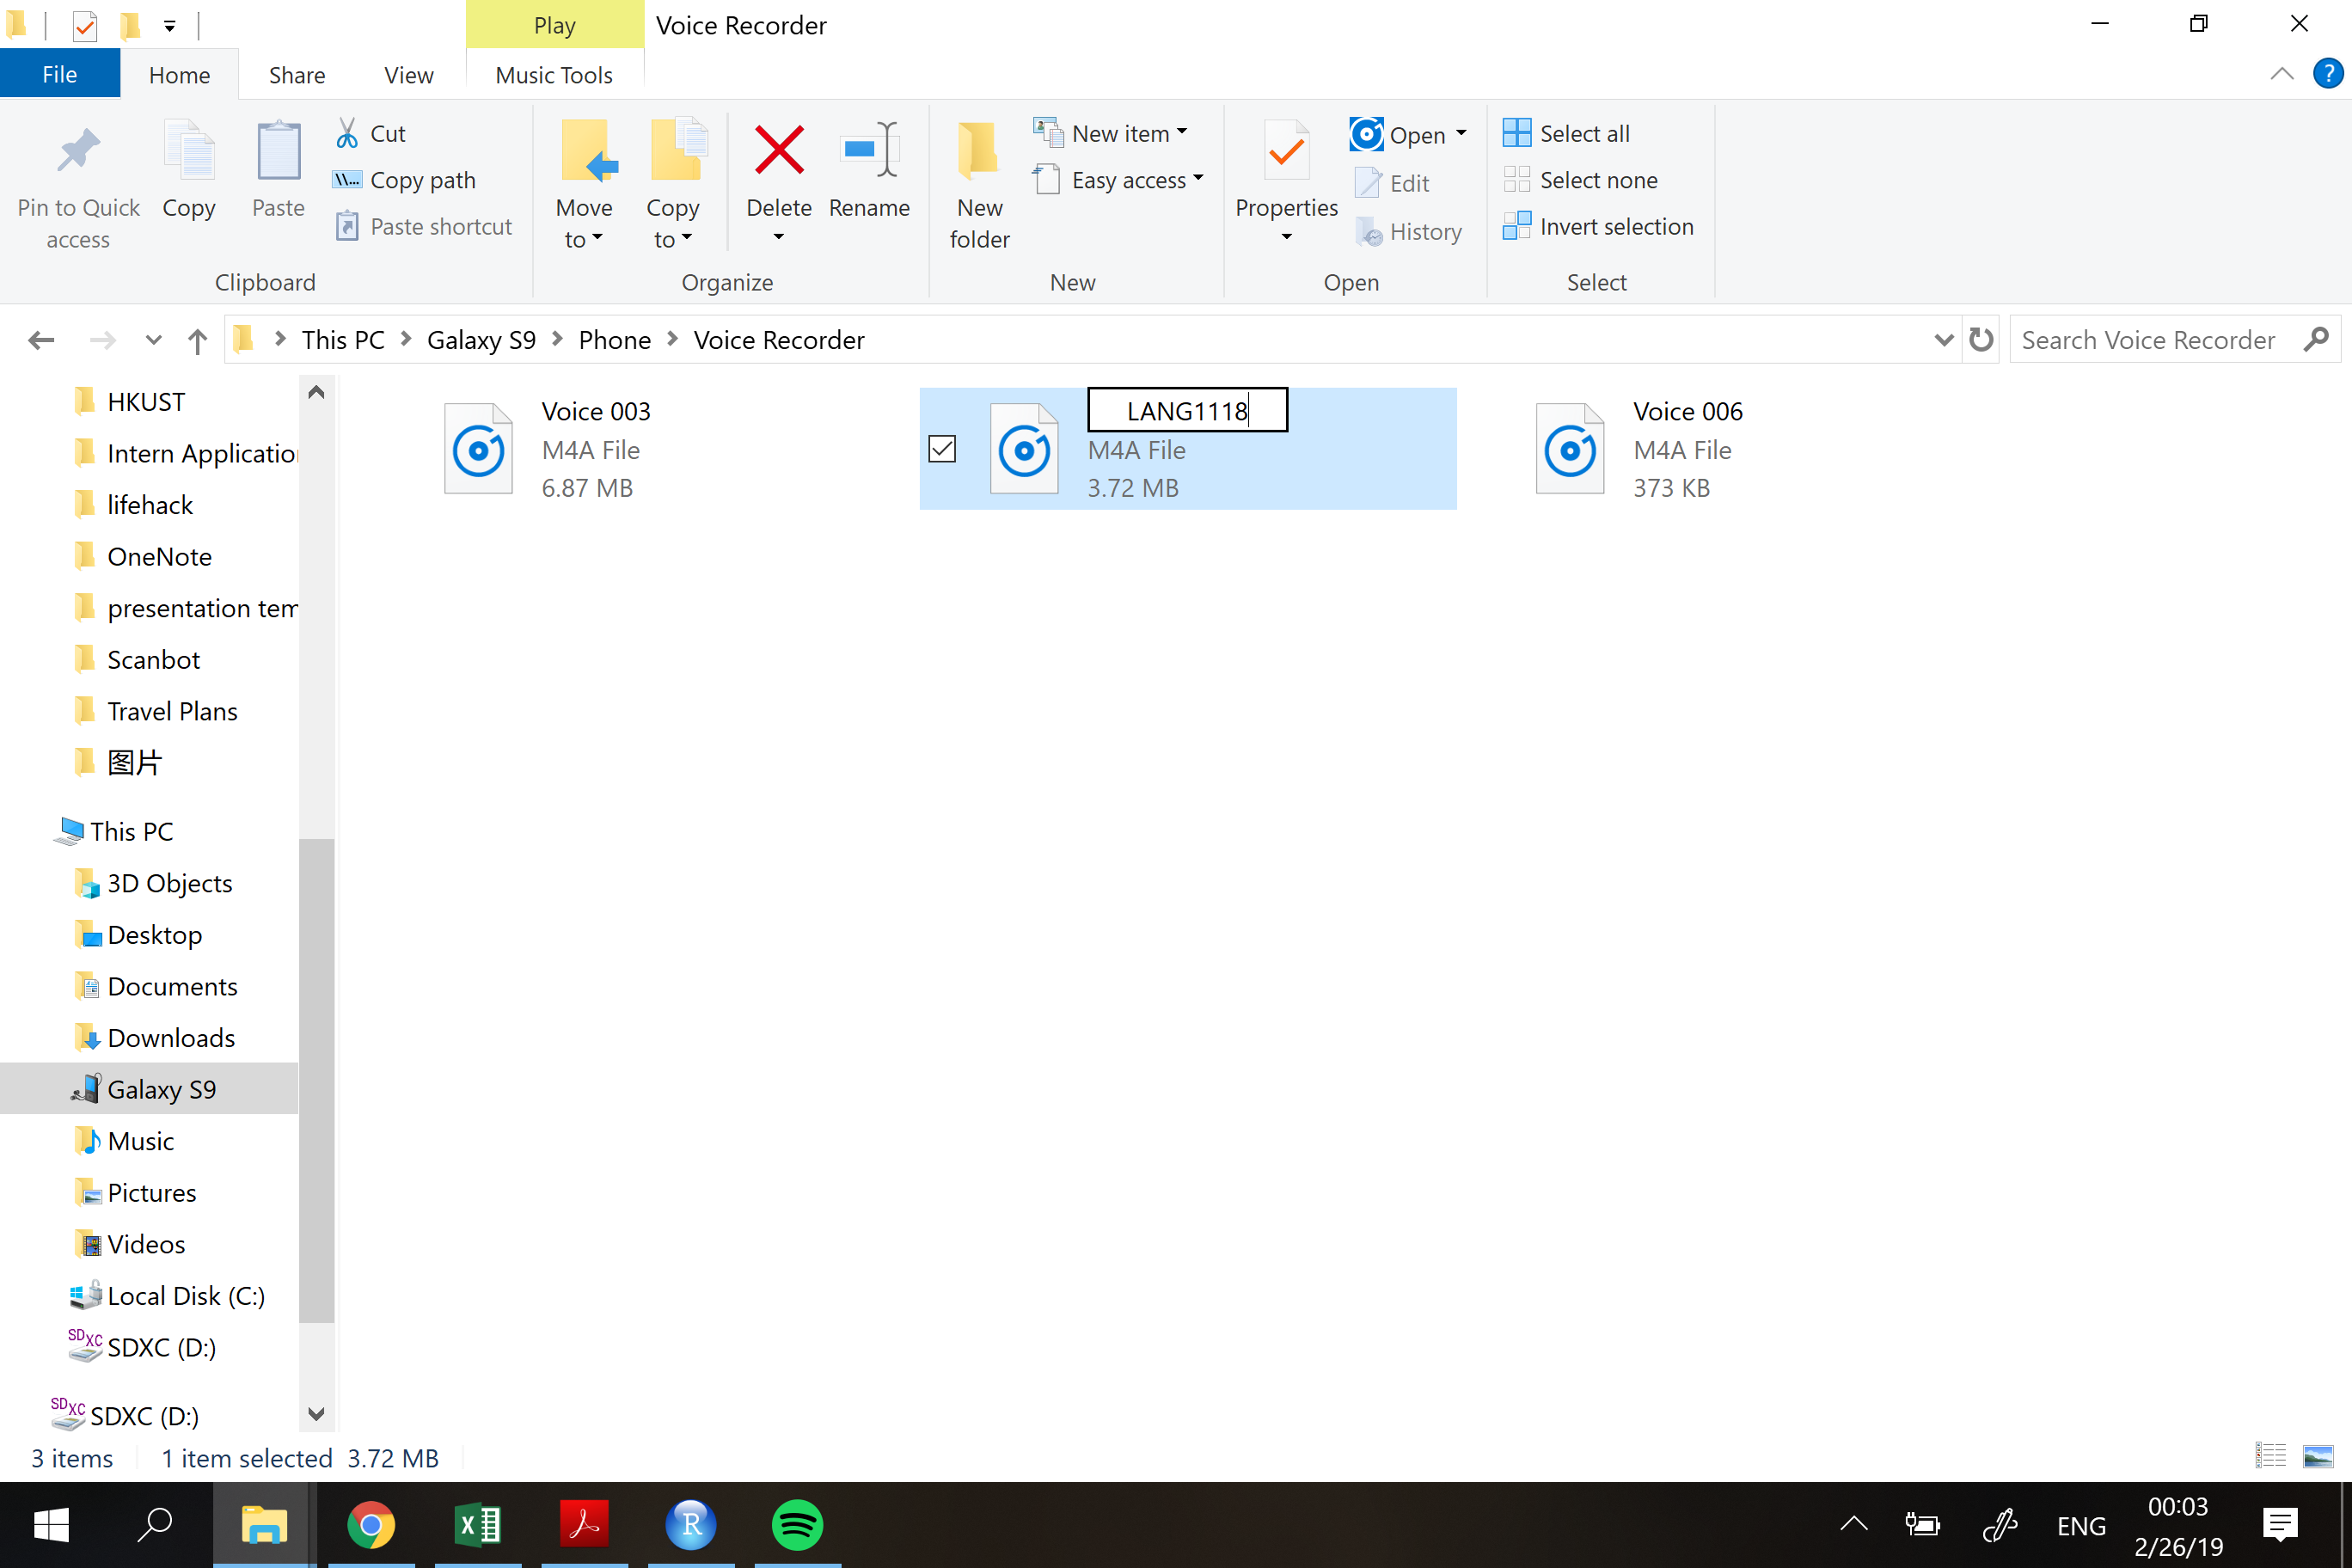 Play
Voice Recorder
File
Home
Share
View
Music Tools
?
Pin to Quick access
Copy
Paste
Cut
\\...
Copy path
Paste shortcut
Move to
Copy to
Delete
Rename
New folder
New item
Easy access
Properties
Open
Edit
History
Select all
Select none
Invert selection
Clipboard
Organize
New
Open
Select
This PC
Galaxy S9
Phone
Voice Recorder
Search Voice Recorder
HKUST
Intern Applicatio
lifehack
OneNote
presentation tem
Scanbot
Travel Plans
图片
This PC
3D Objects
Desktop
Documents
Downloads
Galaxy S9
Music
Pictures
Videos
Local Disk (C:)
SDXC
SDXC (D:)
SDXC
SDXC (D:)
Voice 003
M4A File
6.87 MB
LANG1118
M4A File
3.72 MB
Voice 006
M4A File
373 KB
3 items
1 item selected 3.72 MB
X
R
ENG
00:03
2/26/19